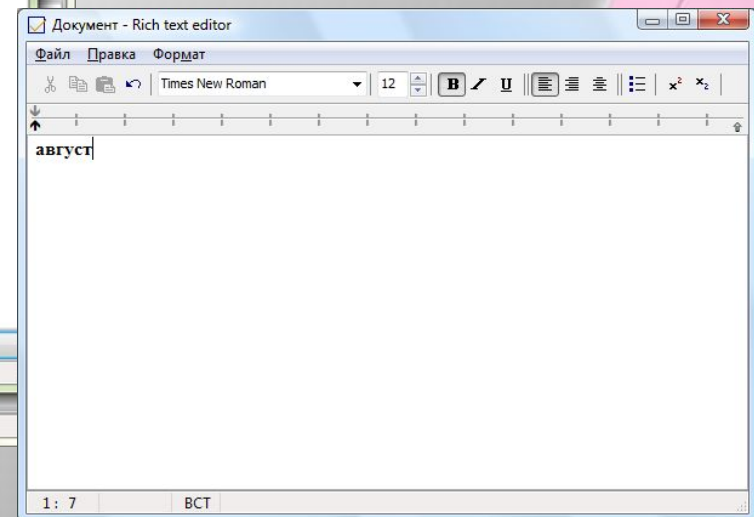 Документ - Rich text editor
Файл Правка Формат
Times New Roman 12 B I U x² x₂
август
1: 7 ВСТ